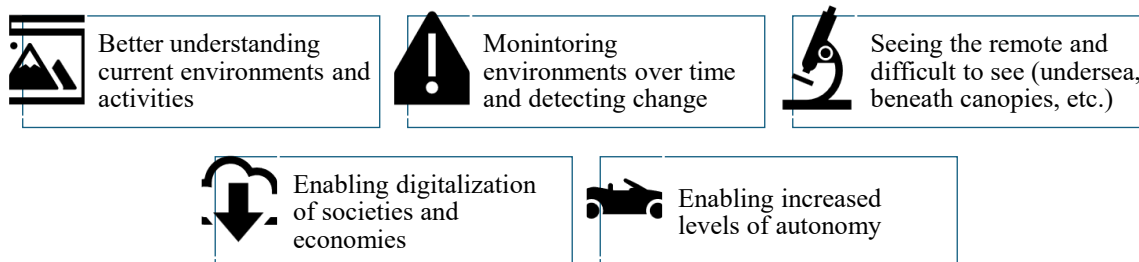 Better understanding
current environments and
activities
Monintoring
environments over time
and detecting change
Seeing the remote and
difficult to see (undersea,
beneath canopies, etc.)
Enabling digitalization
of societies and
economies
Enabling increased
levels of autonomy